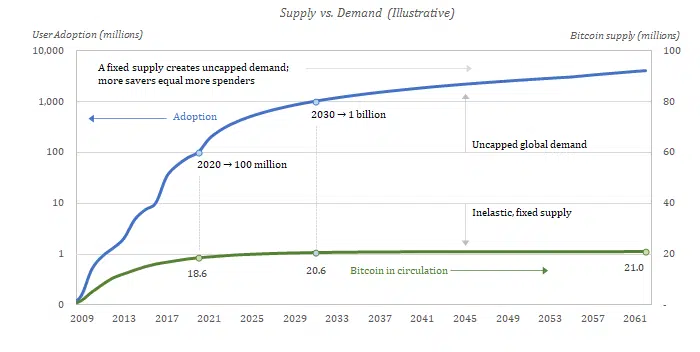 Supply vs. Demand (Illustrative)
User Adoption (millions)
Bitcoin supply (millions)
10,000
1,000
100
10
1
0
100
80
60
40
20
-
A fixed supply creates uncapped demand;
more savers equal more spenders
Adoption
2030 → 1 billion
2020 → 100 million
Uncapped global demand
Inelastic, fixed supply
18.6
20.6
21.0
Bitcoin in circulation
2009 2013 2017 2021 2025 2029 2031 2037 2041 2045 2049 2053 2057 2061